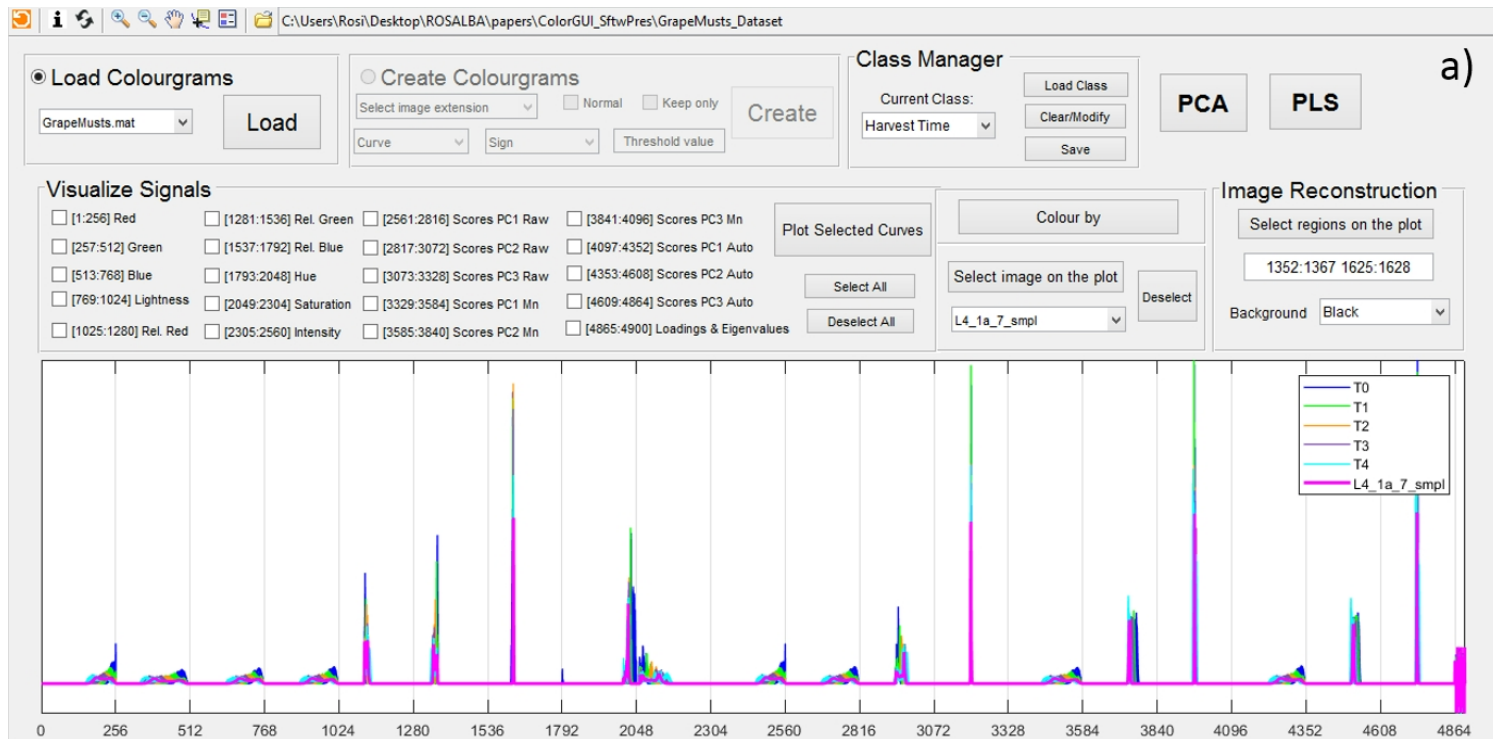 C:\Users\Rosi\Desktop\ROSALBA\papers\ColorGUI_SftwPres\GrapeMusts_Dataset
a)
Load Colourgrams
GrapeMusts.mat
Load
Create Colourgrams
Select image extension
Normal
Keep only
Curve
Sign
Threshold value
Create
Class Manager
Current Class:
Harvest Time
Load Class
Clear/Modify
Save
PCA
PLS
Visualize Signals
[1:256] Red
[257:512] Green
[513:768] Blue
[769:1024] Lightness
[1025:1280] Rel. Red
[1281:1536] Rel. Green
[1537:1792] Rel. Blue
[1793:2048] Hue
[2049:2304] Saturation
[2305:2560] Intensity
[2561:2816] Scores PC1 Raw
[2817:3072] Scores PC2 Raw
[3073:3328] Scores PC3 Raw
[3329:3584] Scores PC1 Mn
[3585:3840] Scores PC2 Mn
[3841:4096] Scores PC3 Mn
[4097:4352] Scores PC1 Auto
[4353:4608] Scores PC2 Auto
[4609:4864] Scores PC3 Auto
[4865:4900] Loadings & Eigenvalues
Plot Selected Curves
Select All
Deselect All
Colour by
Select image on the plot
L4_1a_7_smpl
Deselect
Image Reconstruction
Select regions on the plot
1352:1367 1625:1628
Background
Black
T0
T1
T2
T3
T4
L4_1a_7_smpl
0 256 512 768 1024 1280 1536 1792 2048 2304 2560 2816 3072 3328 3584 3840 4096 4352 4608 4864